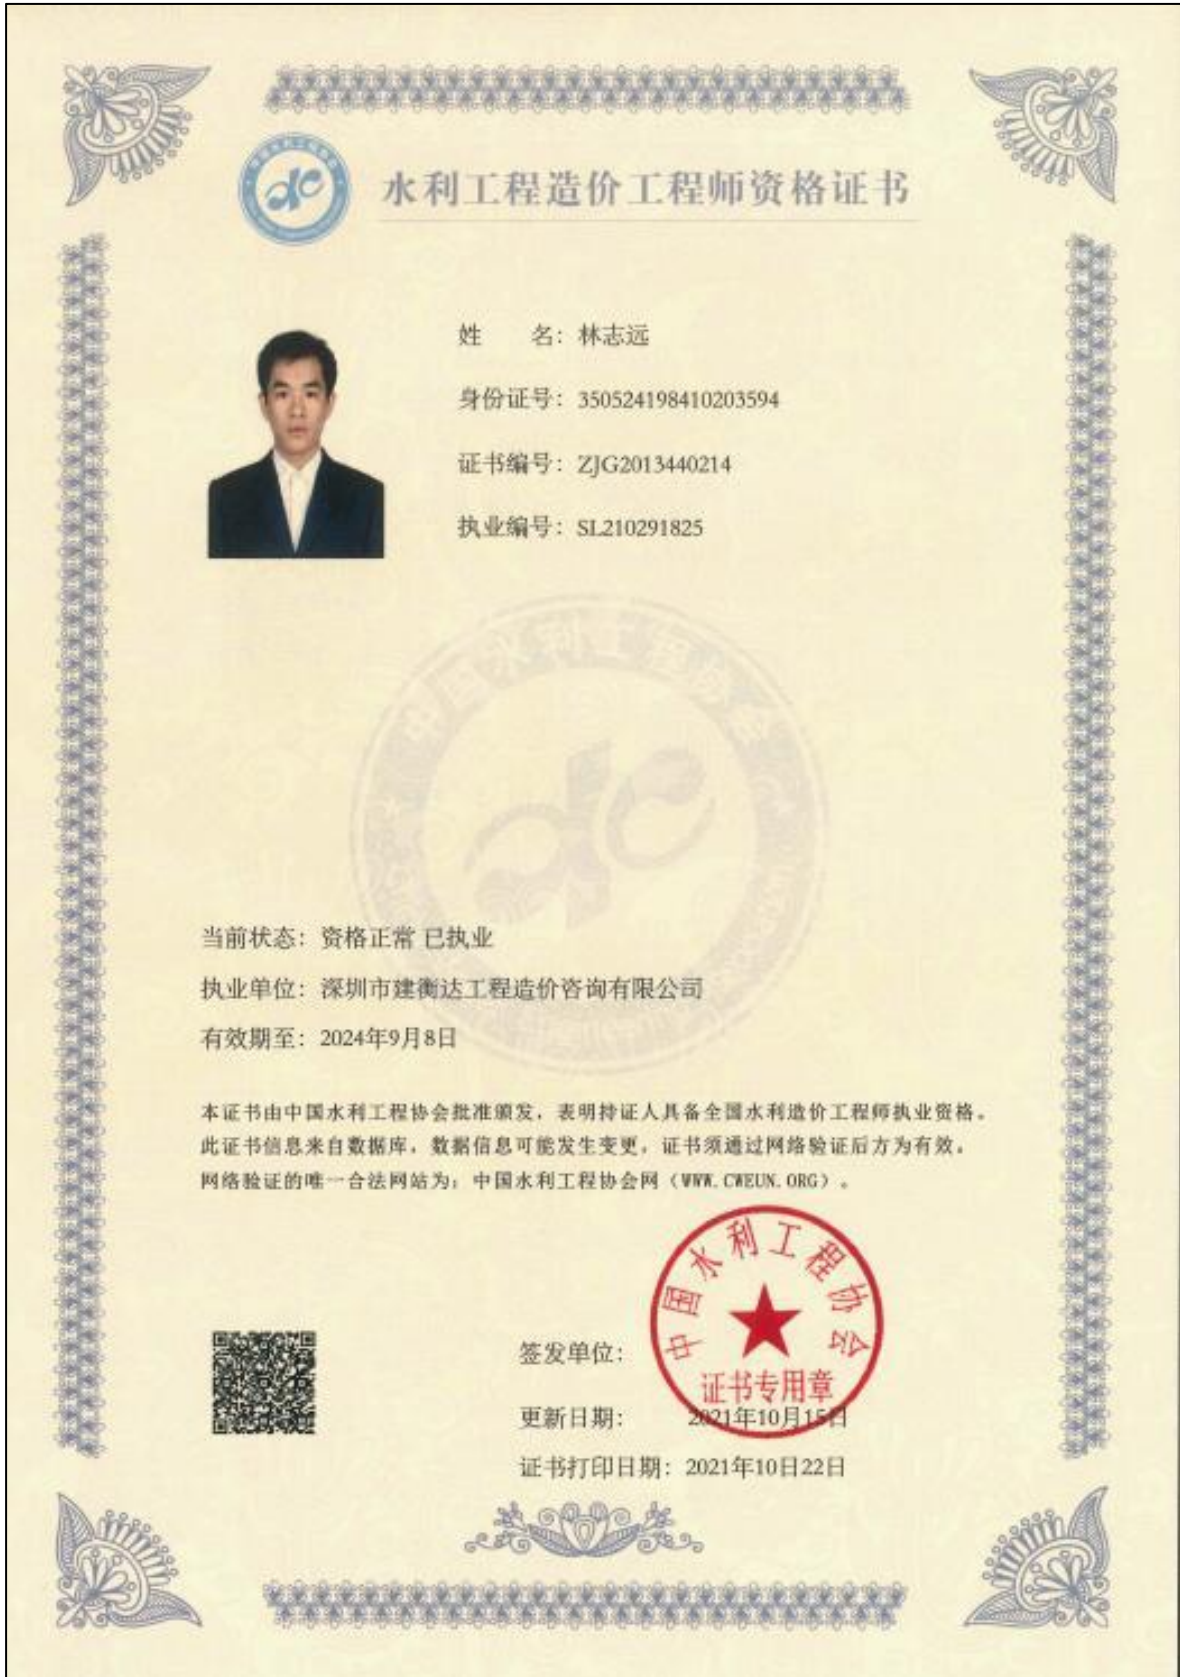 水利工程造价工程师资格证书
姓 名：林志远
身份证号：350524198410203594
证书编号：ZJG2013440214
执业编号：SL210291825
中国水利工程协会
当前状态：资格正常 已执业
执业单位：深圳市建衡达工程造价咨询有限公司
有效期至：2024年9月8日
本证书由中国水利工程协会批准颁发，表明持证人具备全国水利造价工程师执业资格。
此证书信息来自数据库，数据信息可能发生变更，证书须通过网络验证后方为有效。
网络验证的唯一合法网站为：中国水利工程协会网（WWW.CWEUN.ORG）。
中国水利工程协会
证书专用章
签发单位：
更新日期： 2021年10月15日
证书打印日期：2021年10日22日